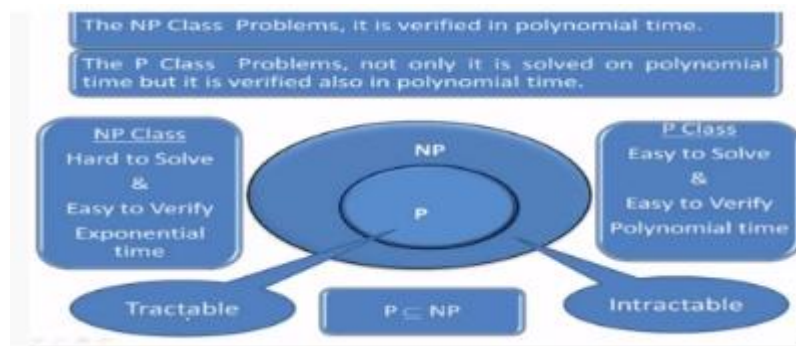 The NP Class Problems, it is verified in polynomial time.
The P Class Problems, not only it is solved on polynomial
time but it is verified also in polynomial time.
NP Class
Hard to Solve
&
Easy to Verify
Exponential
time
NP
P
P Class
Easy to Solve
&
Easy to Verify
Polynomial time
Tractable
P ⊆ NP
Intractable